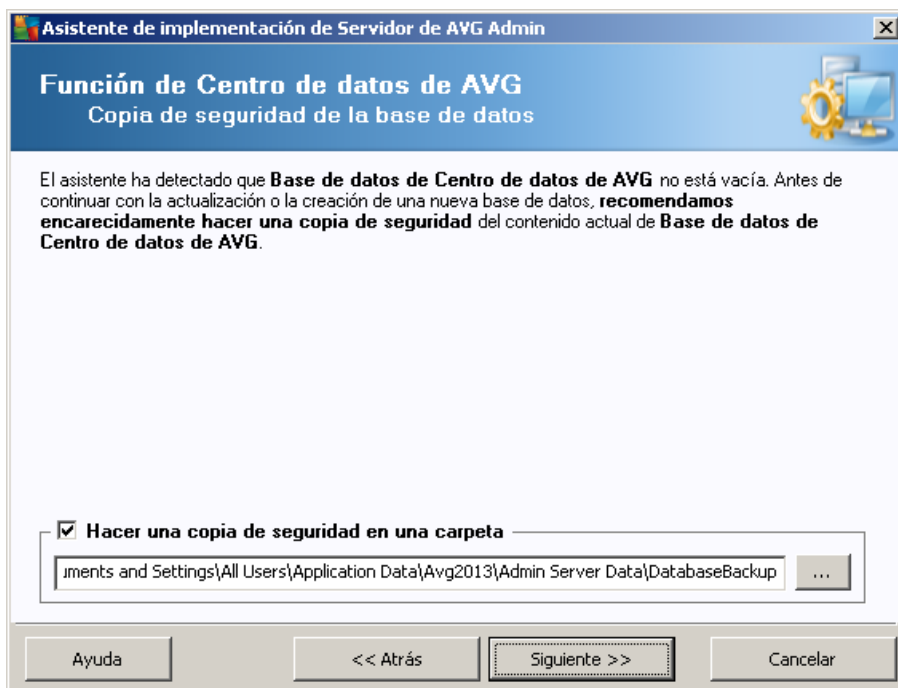 Asistente de implementación de Servidor de AVG Admin
Función de Centro de datos de AVG
Copia de seguridad de la base de datos
El asistente ha detectado que Base de datos de Centro de datos de AVG no está vacía. Antes de
continuar con la actualización o la creación de una nueva base de datos, recomendamos
encarecidamente hacer una copia de seguridad del contenido actual de Base de datos de
Centro de datos de AVG.
Hacer una copia de seguridad en una carpeta
uments and Settings\All Users\Application Data\Avg2013\Admin Server Data\DatabaseBackup ...
Ayuda << Atrás Siguiente >> Cancelar